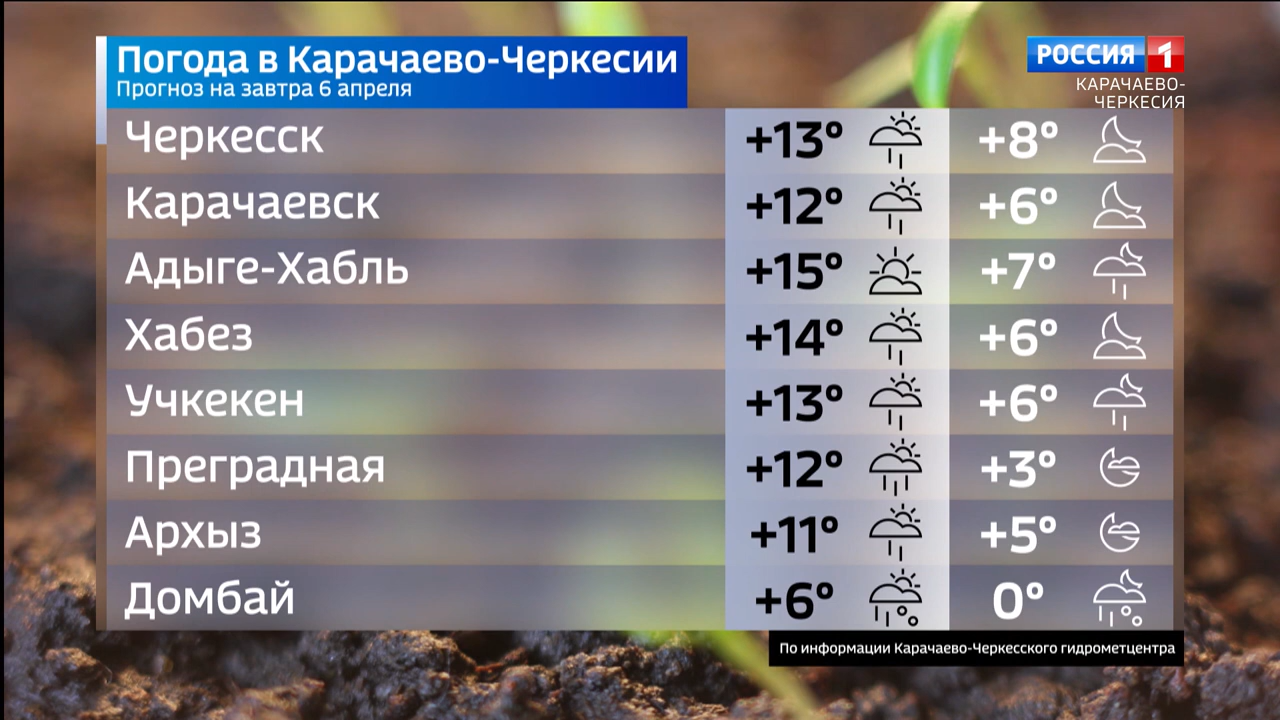 Погода в Карачаево-Черкесии
Прогноз на завтра 6 апреля
РОССИЯ 1
КАРАЧАЕВО-
ЧЕРКЕСИЯ
Черкесск +13° +8°
Карачаевск +12° +6°
Адыге-Хабль +15° +7°
Хабез +14° +6°
Учкекен +13° +6°
Преградная +12° +3°
Архыз +11° +5°
Домбай +6° 0°
По информации Карачаево-Черкесского гидрометцентра